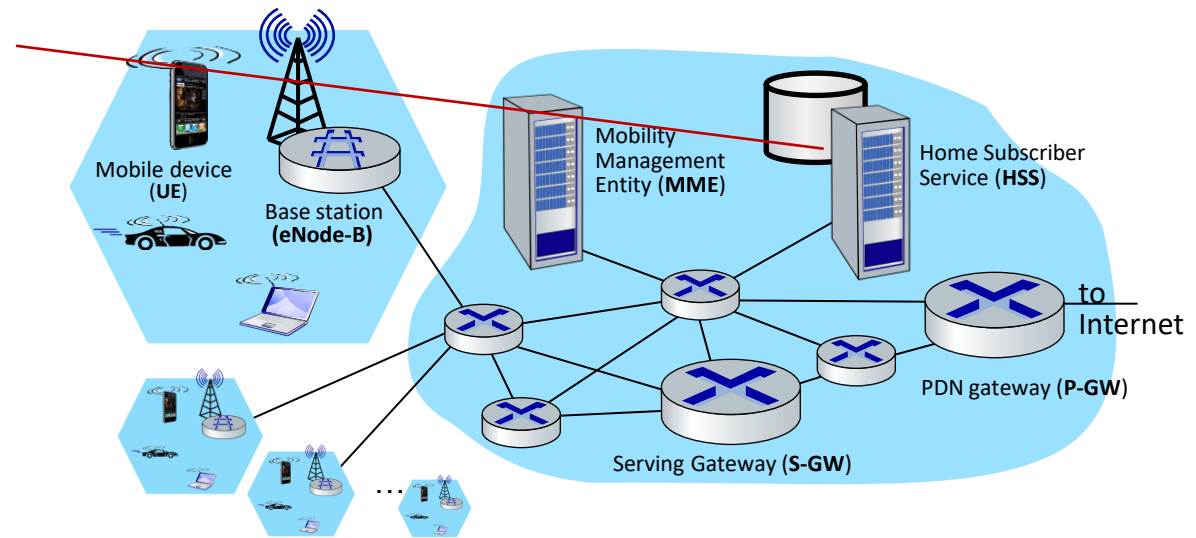 Mobile device
(UE)
Base station
(eNode-B)
Mobility
Management
Entity (MME)
Home Subscriber
Service (HSS)
to
Internet
PDN gateway (P-GW)
Serving Gateway (S-GW)
...